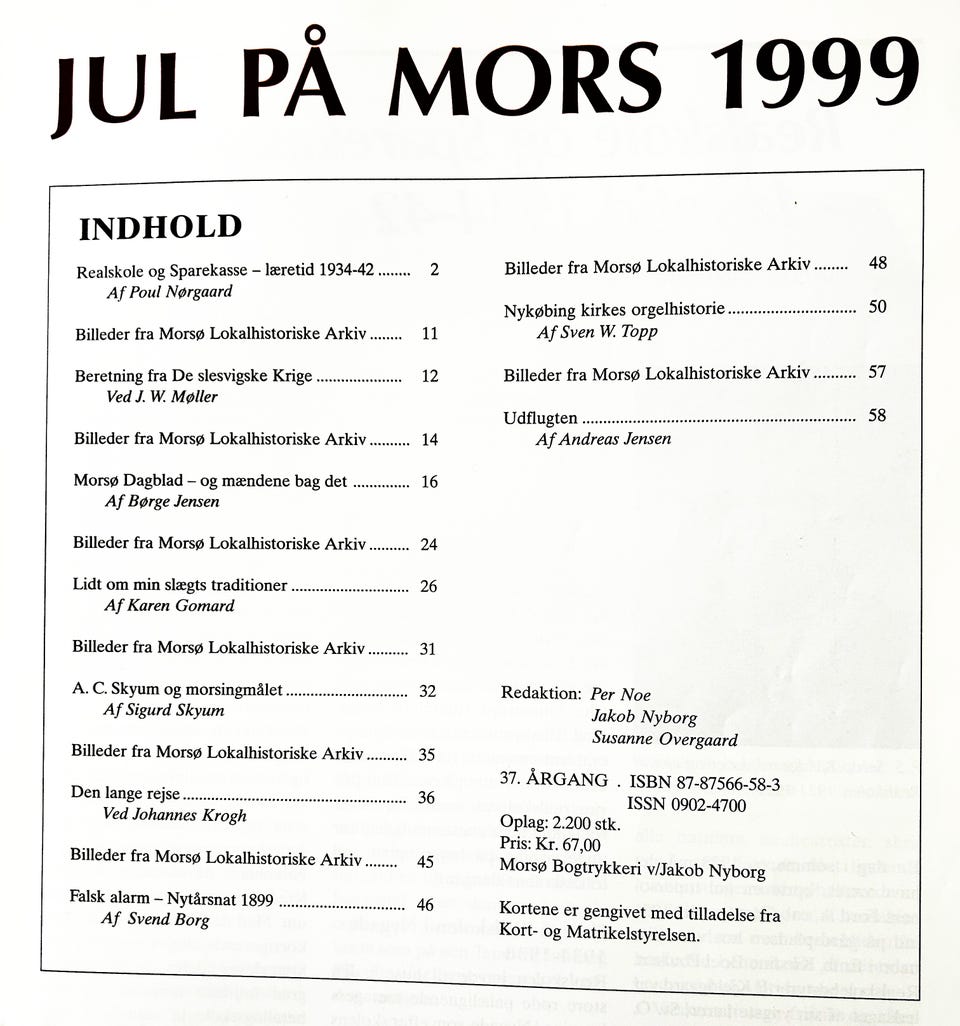 JUL PÅ MORS 1999
INDHOLD
Realskole og Sparekasse – læretid 1934-42 ........ 2
Af Poul Nørgaard
Billeder fra Morsø Lokalhistoriske Arkiv ........ 11
Beretning fra De slesvigske Krige ..................... 12
Ved J. W. Møller
Billeder fra Morsø Lokalhistoriske Arkiv .......... 14
Morsø Dagblad – og mændene bag det .............. 16
Af Børge Jensen
Billeder fra Morsø Lokalhistoriske Arkiv .......... 24
Lidt om min slægts traditioner ............................. 26
Af Karen Gomard
Billeder fra Morsø Lokalhistoriske Arkiv .......... 31
A. C. Skyum og morsingmålet .............................. 32
Af Sigurd Skyum
Billeder fra Morsø Lokalhistoriske Arkiv .......... 35
Den lange rejse ........................................................ 36
Ved Johannes Krogh
Billeder fra Morsø Lokalhistoriske Arkiv ........ 45
Falsk alarm – Nytårsnat 1899 ............................... 46
Af Svend Borg
Billeder fra Morsø Lokalhistoriske Arkiv ........ 48
Nykøbing kirkes orgelhistorie ............................... 50
Af Sven W. Topp
Billeder fra Morsø Lokalhistoriske Arkiv .......... 57
Udflugten .................................................................... 58
Af Andreas Jensen
Redaktion: Per Noe
Jakob Nyborg
Susanne Overgaard
37. ÅRGANG . ISBN 87-87566-58-3
ISSN 0902-4700
Oplag: 2.200 stk.
Pris: Kr. 67,00
Morsø Bogtrykkeri v/Jakob Nyborg
Kortene er gengivet med tilladelse fra
Kort- og Matrikelstyrelsen.